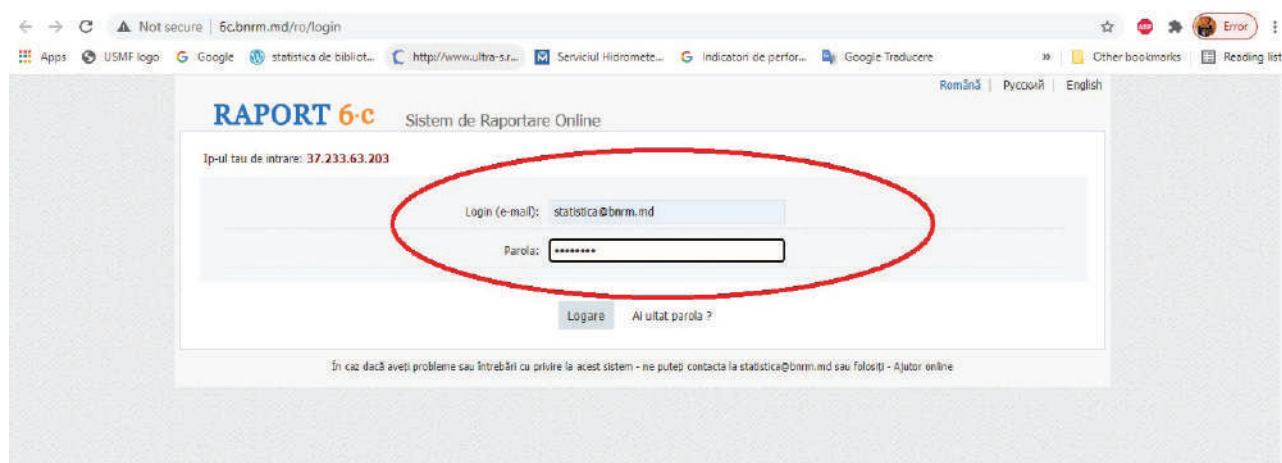 Not secure | 6c.bnrm.md/ro/login Error
Apps USMF logo Google statistica de bibliot... http://www.ultra-s.r... Serviciul Hidromete... Indicatori de perfor... Google Traducere » Other bookmarks Reading list
Română | Русский | English
RAPORT 6·c Sistem de Raportare Online
Ip-ul tau de intrare: 37.233.63.203
Login (e-mail): statistica@bnrm.md
Parola: ••••••••
Logare Ai uitat parola ?
În caz dacă aveți probleme sau întrebări cu privire la acest sistem - ne puteți contacta la statistica@bnrm.md sau folosiți - Ajutor online